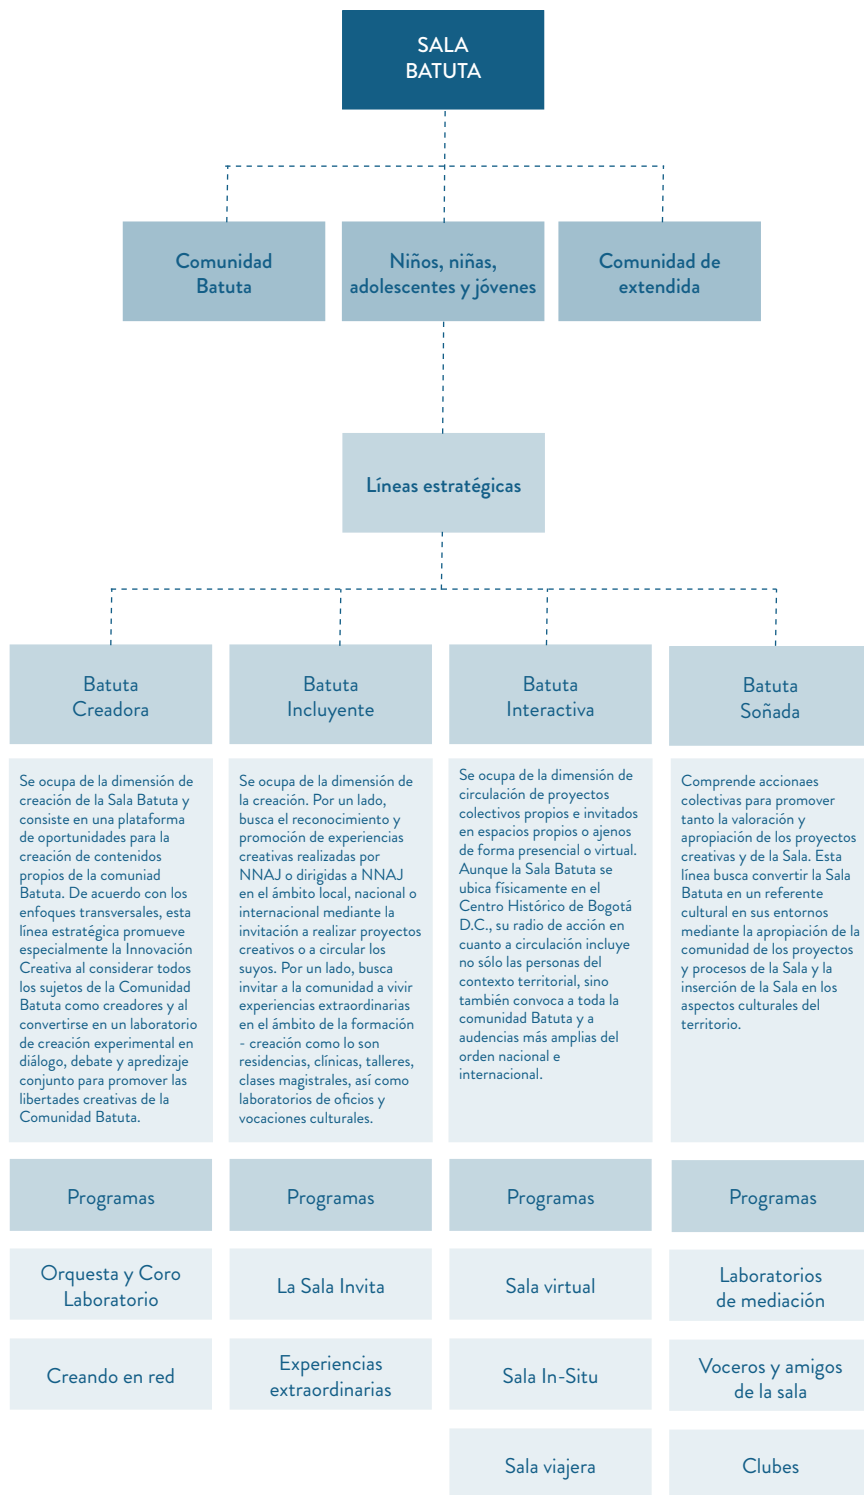 SALA
BATUTA
Comunidad
Batuta
Niños, niñas,
adolescentes y jóvenes
Comunidad de
extendida
Líneas estratégicas
Batuta
Creadora
Se ocupa de la dimensión de
creación de la Sala Batuta y
consiste en una plataforma
de oportunidades para la
creación de contenidos
propios de la comuniad
Batuta. De acuerdo con los
enfoques transversales, esta
línea estratégica promueve
especialmente la Innovación
Creativa al considerar todos
los sujetos de la Comunidad
Batuta como creadores y al
convertirse en un laboratorio
de creación experimental en
diálogo, debate y apredizaje
conjunto para promover las
libertades creativas de la
Comunidad Batuta.
Programas
Orquesta y Coro
Laboratorio
Creando en red
Batuta
Incluyente
Se ocupa de la dimensión de
la creación. Por un lado,
busca el reconocimiento y
promoción de experiencias
creativas realizadas por
NNAJ o dirigidas a NNAJ
en el ámbito local, nacional o
internacional mediante la
invitación a realizar proyectos
creativos o a circular los
suyos. Por un lado, busca
invitar a la comunidad a vivir
experiencias extraordinarias
en el ámbito de la formación
- creación como lo son
residencias, clínicas, talleres,
clases magistrales, así como
laboratorios de oficios y
vocaciones culturales.
Programas
La Sala Invita
Experiencias
extraordinarias
Batuta
Interactiva
Se ocupa de la dimensión de
circulación de proyectos
colectivos propios e invitados
en espacios propios o ajenos
de forma presencial o virtual.
Aunque la Sala Batuta se
ubica físicamente en el
Centro Histórico de Bogotá
D.C., su radio de acción en
cuanto a circulación incluye
no sólo las personas del
contexto territorial, sino
también convoca a toda la
comunidad Batuta y a
audiencias más amplias del
orden nacional e
internacional.
Programas
Sala virtual
Sala In-Situ
Sala viajera
Batuta
Soñada
Comprende accionaes
colectivas para promover
tanto la valoración y
apropiación de los proyectos
creativas y de la Sala. Esta
línea busca convertir la Sala
Batuta en un referente
cultural en sus entornos
mediante la apropiación de la
comunidad de los proyectos
y procesos de la Sala y la
inserción de la Sala en los
aspectos culturales del
territorio.
Programas
Laboratorios
de mediación
Voceros y amigos
de la sala
Clubes